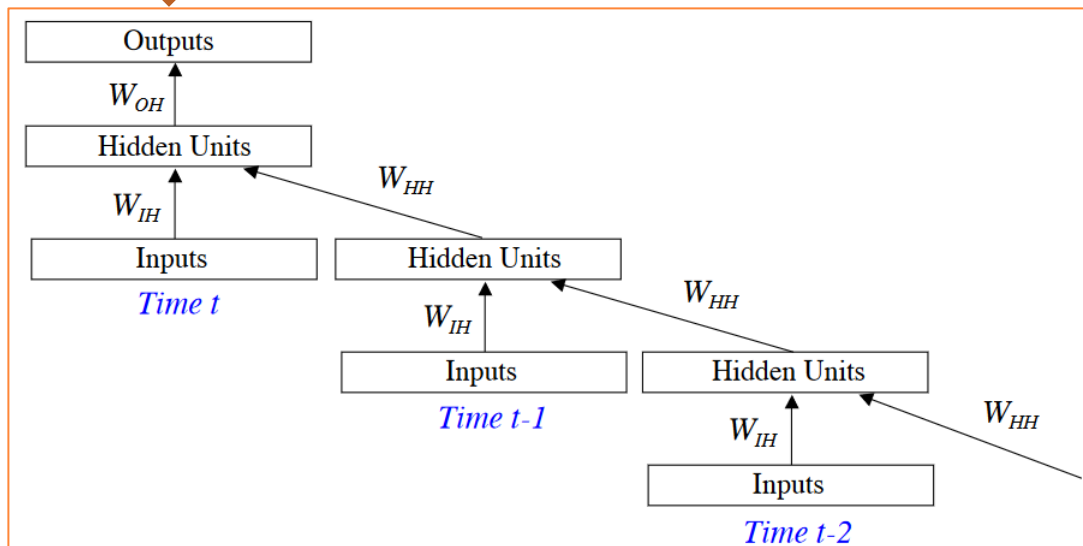 Outputs
W_OH
Hidden Units
W_HH
W_IH
Inputs
Hidden Units
Time t
W_HH
W_IH
Inputs
Hidden Units
Time t-1
W_HH
W_IH
Inputs
Time t-2